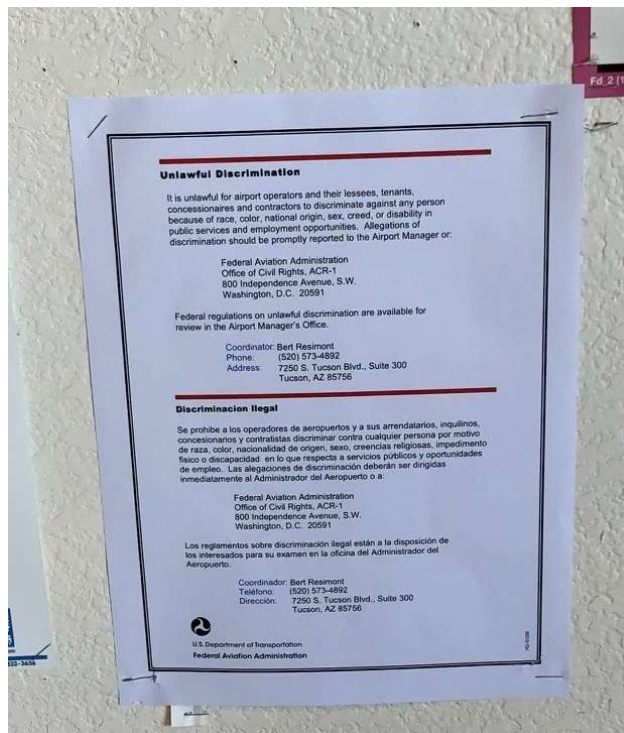 Fd_2 (1
Unlawful Discrimination
It is unlawful for airport operators and their lessees, tenants,
concessionaires and contractors to discriminate against any person
because of race, color, national origin, sex, creed, or disability in
public services and employment opportunities. Allegations of
discrimination should be promptly reported to the Airport Manager or:
Federal Aviation Administration
Office of Civil Rights, ACR-1
800 Independence Avenue, S.W.
Washington, D.C. 20591
Federal regulations on unlawful discrimination are available for
review in the Airport Manager's Office.
Coordinator: Bert Resimont
Phone: (520) 573-4892
Address: 7250 S. Tucson Blvd., Suite 300
Tucson, AZ 85756
Discriminacion Ilegal
Se prohibe a los operadores de aeropuertos y a sus arrendatarios, inquilinos,
concesionarios y contratistas discriminar contra cualquier persona por motivo
de raza, color, nacionalidad de origen, sexo, creencias religiosas, impedimento
físico o discapacidad en lo que respecta a servicios públicos y oportunidades
de empleo. Las alegaciones de discriminación deberán ser dirigidas
inmediatamente al Administrador del Aeropuerto o a:
Federal Aviation Administration
Office of Civil Rights, ACR-1
800 Independence Avenue, S.W.
Washington, D.C. 20591
Los reglamentos sobre discriminación ilegal están a la disposición de
los interesados para su examen en la oficina del Administrador del
Aeropuerto.
Coordinador: Bert Resimont
Teléfono: (520) 573-4892
Dirección: 7250 S. Tucson Blvd., Suite 300
Tucson, AZ 85756
U.S. Department of Transportation
Federal Aviation Administration